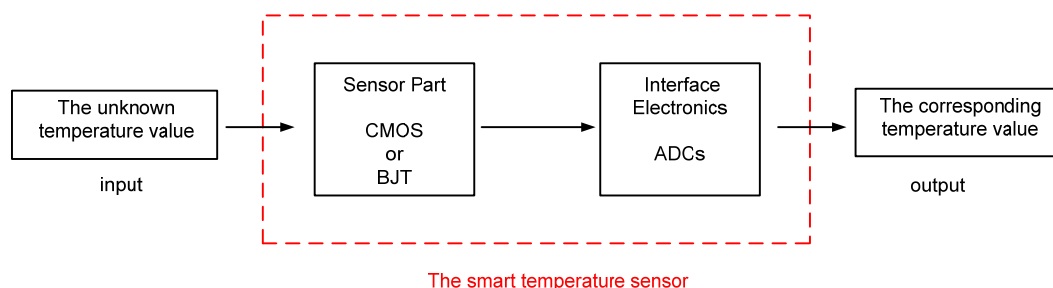 The unknown
temperature value
input
Sensor Part
CMOS
or
BJT
Interface
Electronics
ADCs
The corresponding
temperature value
output
The smart temperature sensor